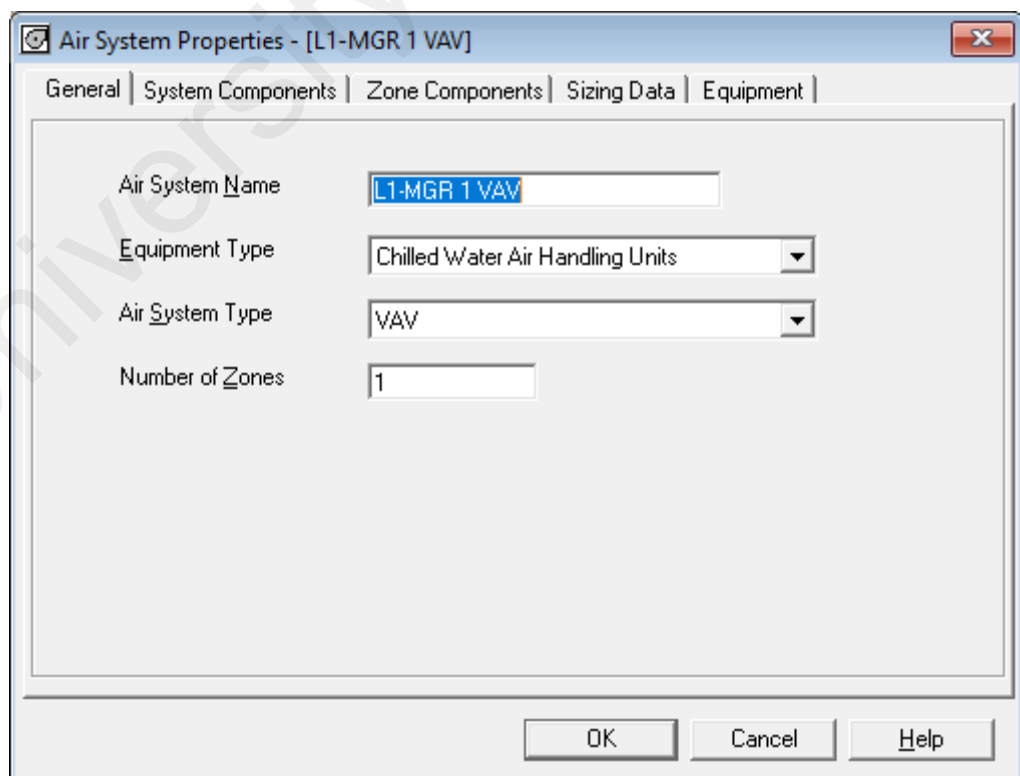 Air System Properties - [L1-MGR 1 VAV]
General System Components Zone Components Sizing Data Equipment
Air System Name L1-MGR 1 VAV
Equipment Type Chilled Water Air Handling Units
Air System Type VAV
Number of Zones 1
OK Cancel Help